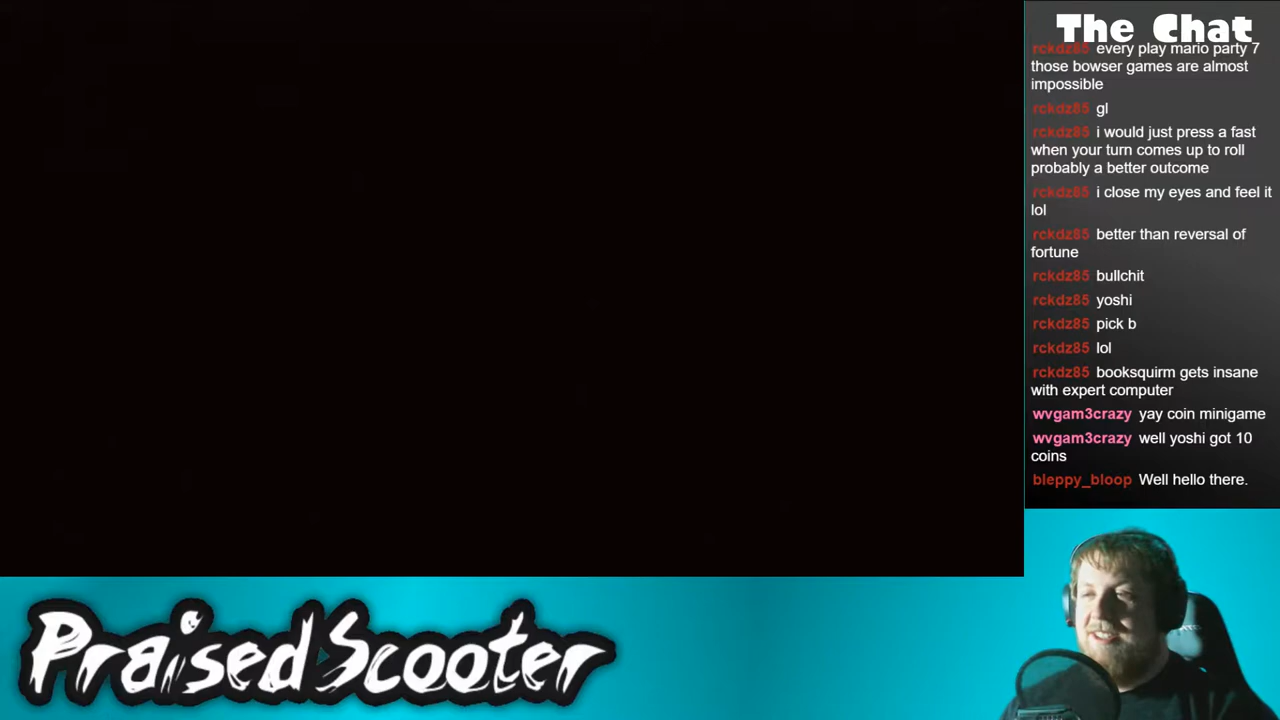 The Chat
rckdz85 every play mario party 7
those bowser games are almost
impossible
rckdz85 gl
rckdz85 i would just press a fast
when your turn comes up to roll
probably a better outcome
rckdz85 i close my eyes and feel it
lol
rckdz85 better than reversal of
fortune
rckdz85 bullchit
rckdz85 yoshi
rckdz85 pick b
rckdz85 lol
rckdz85 booksquirm gets insane
with expert computer
wvgam3crazy yay coin minigame
wvgam3crazy well yoshi got 10
coins
bleppy_bloop Well hello there.
PraisedScooter